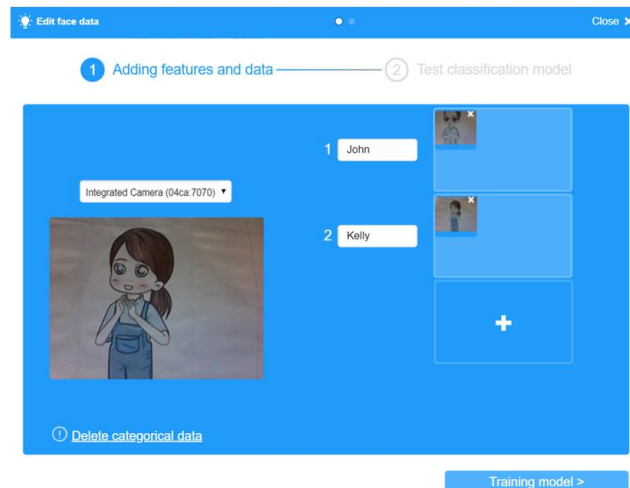 Edit face data
Close ×
1 Adding features and data
2 Test classification model
1 John
Integrated Camera (04ca:7070) ▼
2 Kelly
+
! Delete categorical data
Training model >